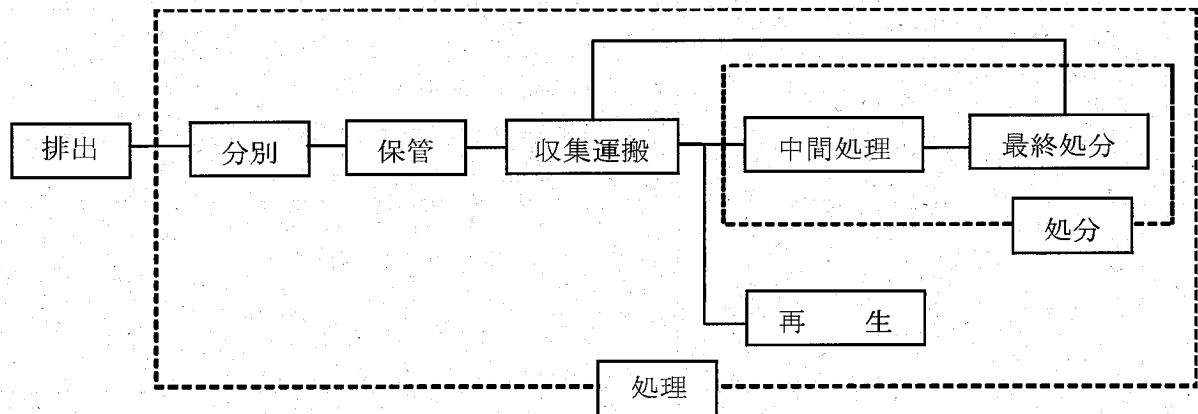 排出
分別
保管
収集運搬
中間処理
最終処分
処分
再 生
処理